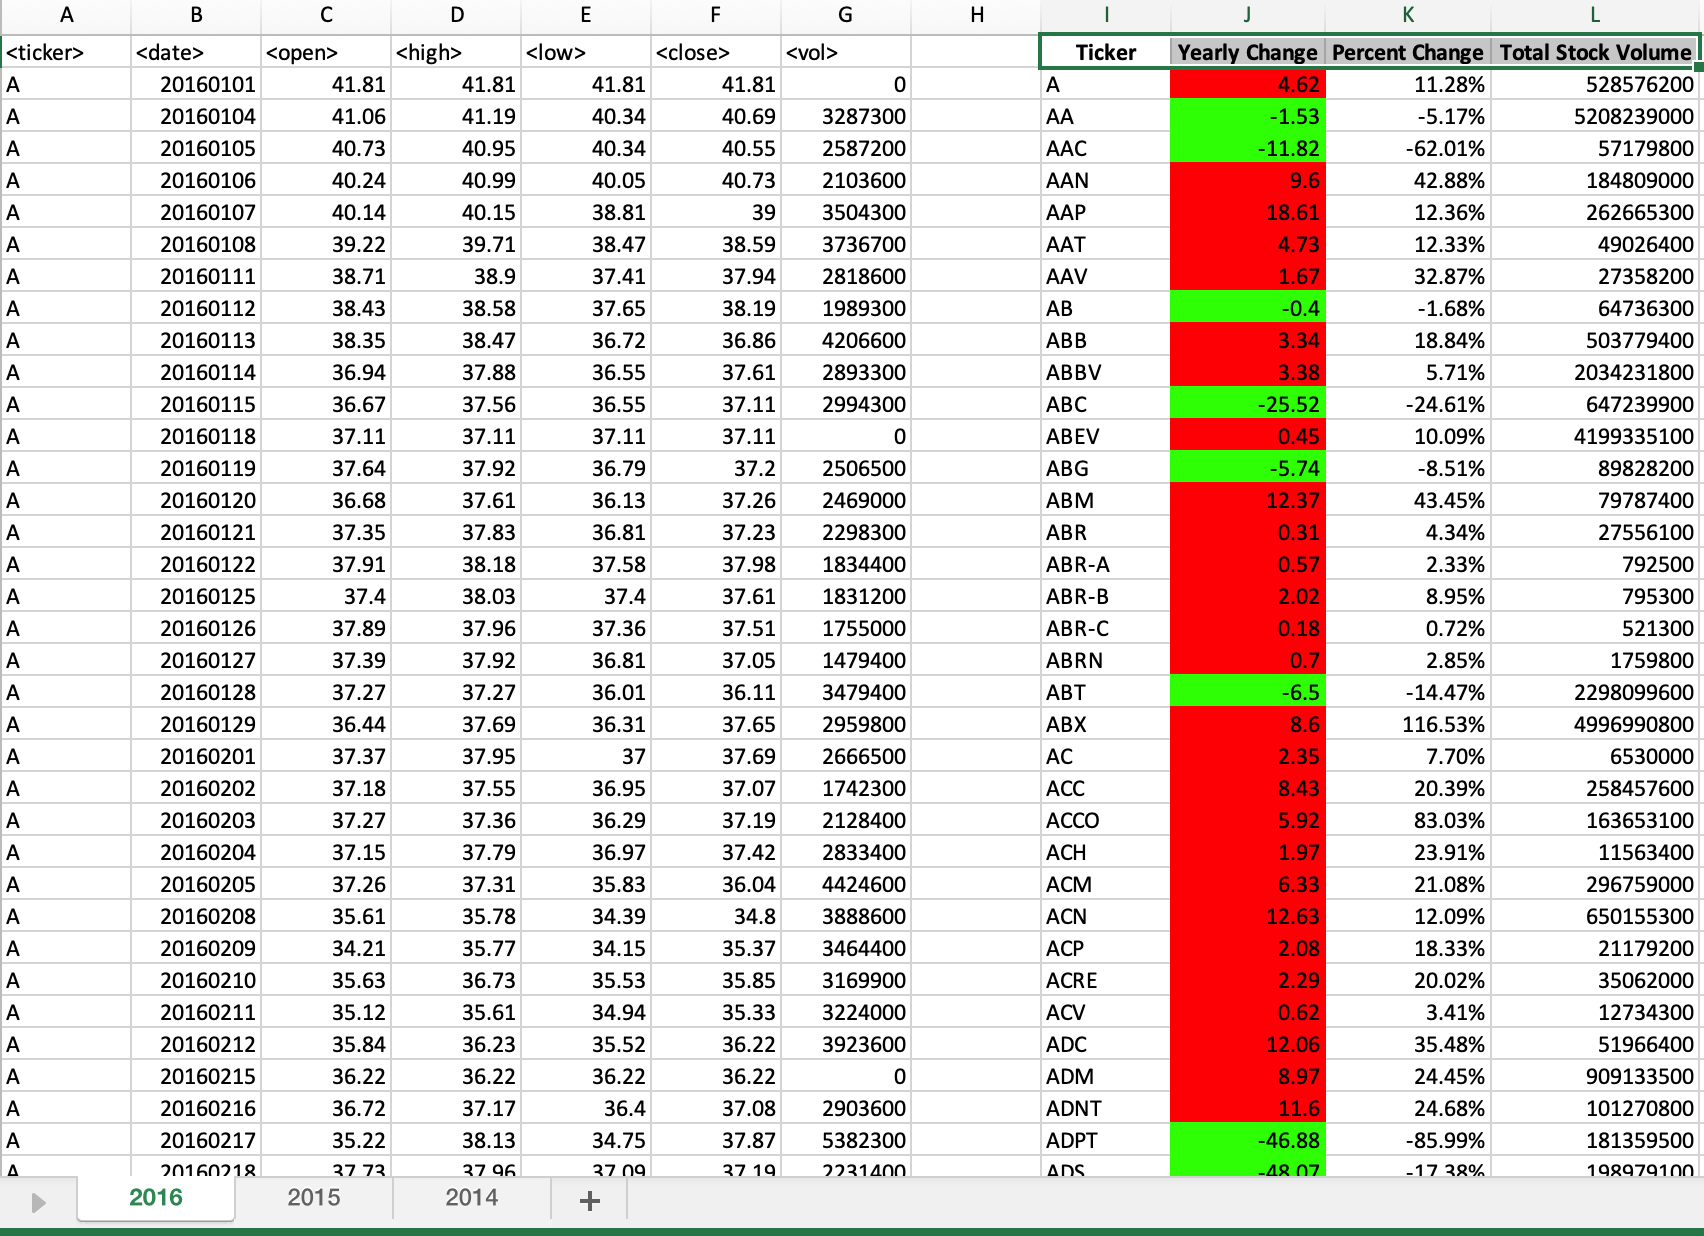 A B C D E F G H I J K L
<ticker> <date> <open> <high> <low> <close> <vol> Ticker Yearly Change Percent Change Total Stock Volume
A 20160101 41.81 41.81 41.81 41.81 0 A 4.62 11.28% 528576200
A 20160104 41.06 41.19 40.34 40.69 3287300 AA -1.53 -5.17% 5208239000
A 20160105 40.73 40.95 40.34 40.55 2587200 AAC -11.82 -62.01% 57179800
A 20160106 40.24 40.99 40.05 40.73 2103600 AAN 9.6 42.88% 184809000
A 20160107 40.14 40.15 38.81 39 3504300 AAP 18.61 12.36% 262665300
A 20160108 39.22 39.71 38.47 38.59 3736700 AAT 4.73 12.33% 49026400
A 20160111 38.71 38.9 37.41 37.94 2818600 AAV 1.67 32.87% 27358200
A 20160112 38.43 38.58 37.65 38.19 1989300 AB -0.4 -1.68% 64736300
A 20160113 38.35 38.47 36.72 36.86 4206600 ABB 3.34 18.84% 503779400
A 20160114 36.94 37.88 36.55 37.61 2893300 ABBV 3.38 5.71% 2034231800
A 20160115 36.67 37.56 36.55 37.11 2994300 ABC -25.52 -24.61% 647239900
A 20160118 37.11 37.11 37.11 37.11 0 ABEV 0.45 10.09% 4199335100
A 20160119 37.64 37.92 36.79 37.2 2506500 ABG -5.74 -8.51% 89828200
A 20160120 36.68 37.61 36.13 37.26 2469000 ABM 12.37 43.45% 79787400
A 20160121 37.35 37.83 36.81 37.23 2298300 ABR 0.31 4.34% 27556100
A 20160122 37.91 38.18 37.58 37.98 1834400 ABR-A 0.57 2.33% 792500
A 20160125 37.4 38.03 37.4 37.61 1831200 ABR-B 2.02 8.95% 795300
A 20160126 37.89 37.96 37.36 37.51 1755000 ABR-C 0.18 0.72% 521300
A 20160127 37.39 37.92 36.81 37.05 1479400 ABRN 0.7 2.85% 1759800
A 20160128 37.27 37.27 36.01 36.11 3479400 ABT -6.5 -14.47% 2298099600
A 20160129 36.44 37.69 36.31 37.65 2959800 ABX 8.6 116.53% 4996990800
A 20160201 37.37 37.95 37 37.69 2666500 AC 2.35 7.70% 6530000
A 20160202 37.18 37.55 36.95 37.07 1742300 ACC 8.43 20.39% 258457600
A 20160203 37.27 37.36 36.29 37.19 2128400 ACCO 5.92 83.03% 163653100
A 20160204 37.15 37.79 36.97 37.42 2833400 ACH 1.97 23.91% 11563400
A 20160205 37.26 37.31 35.83 36.04 4424600 ACM 6.33 21.08% 296759000
A 20160208 35.61 35.78 34.39 34.8 3888600 ACN 12.63 12.09% 650155300
A 20160209 34.21 35.77 34.15 35.37 3464400 ACP 2.08 18.33% 21179200
A 20160210 35.63 36.73 35.53 35.85 3169900 ACRE 2.29 20.02% 35062000
A 20160211 35.12 35.61 34.94 35.33 3224000 ACV 0.62 3.41% 12734300
A 20160212 35.84 36.23 35.52 36.22 3923600 ADC 12.06 35.48% 51966400
A 20160215 36.22 36.22 36.22 36.22 0 ADM 8.97 24.45% 909133500
A 20160216 36.72 37.17 36.4 37.08 2903600 ADNT 11.6 24.68% 101270800
A 20160217 35.22 38.13 34.75 37.87 5382300 ADPT -46.88 -85.99% 181359500
A 20160218 37.73 37.96 37.09 37.19 2231400 ADS -48.07 -17.38% 198979100
2016 2015 2014 +